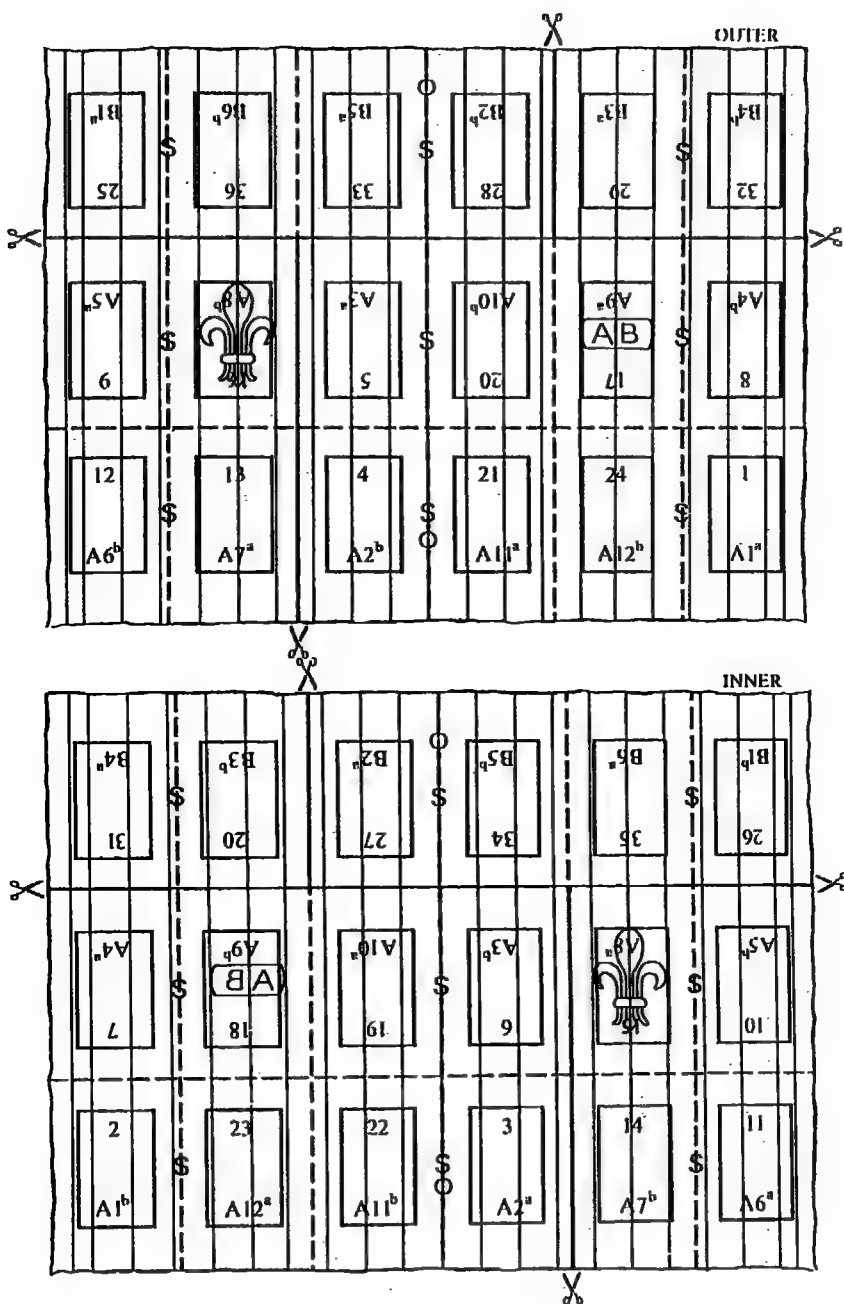 OUTER
O
B1ᵃ B6ᵇ B5ᵃ B2ᵇ B3ᵃ B4ᵇ
S S S
25 36 33 28 29 32
A5ᵃ A8ᵇ A3ᵃ A10ᵇ A9ᵃ A4ᵇ
S S AB S
9 5 20 17 8
12 13 4 21 24 1
S S S
O
A6ᵇ A7ᵃ A2ᵇ A11ᵃ A12ᵇ A1ᵃ
INNER
O
B4ᵃ B3ᵇ B2ᵃ B5ᵇ B6ᵃ B1ᵇ
S S S
31 30 27 34 35 26
A4ᵃ A9ᵇ A10ᵃ A3ᵇ A8ᵃ A5ᵇ
S AB S S
7 18 19 6 10
2 23 22 3 14 11
S S S
O
A1ᵇ A12ᵃ A11ᵇ A2ᵃ A7ᵇ A6ᵃ